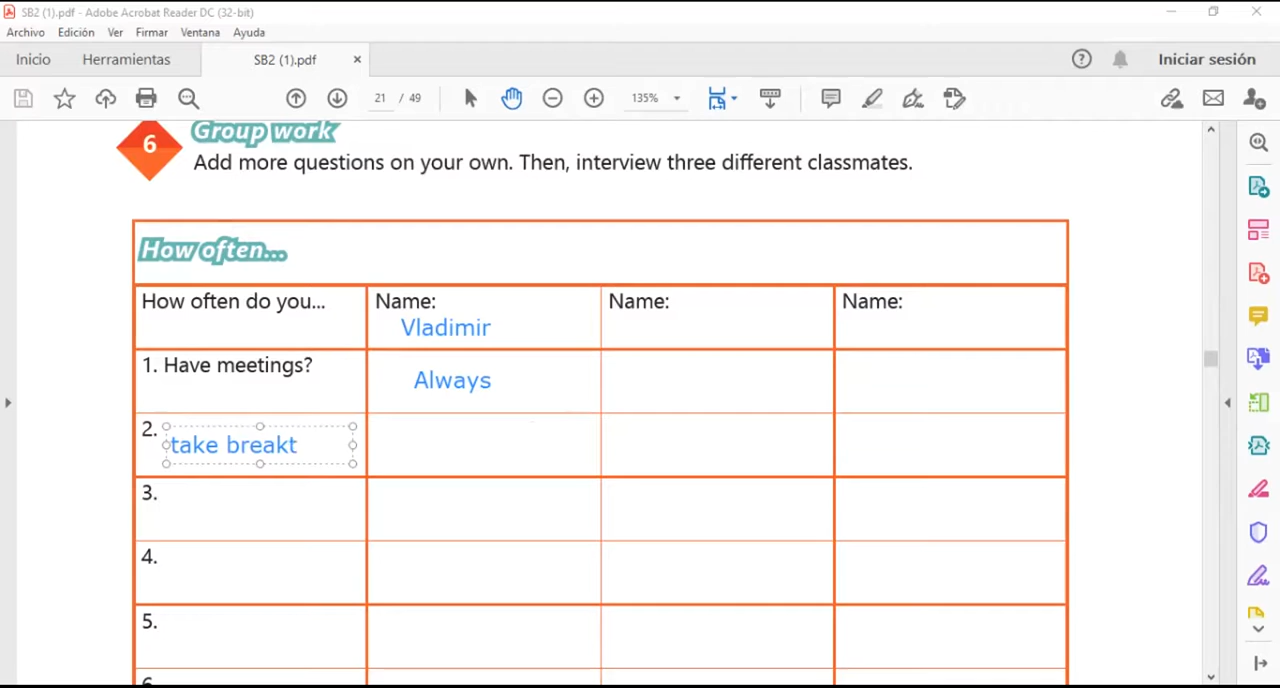 SB2 (1).pdf - Adobe Acrobat Reader DC (32-bit)
Archivo Edición Ver Firmar Ventana Ayuda
Inicio Herramientas SB2 (1).pdf × Iniciar sesión
21 / 49 135%
6 Group work
Add more questions on your own. Then, interview three different classmates.
How often...
How often do you... Name: Name: Name:
Vladimir
1. Have meetings?
Always
2.
take breakt
3.
4.
5.